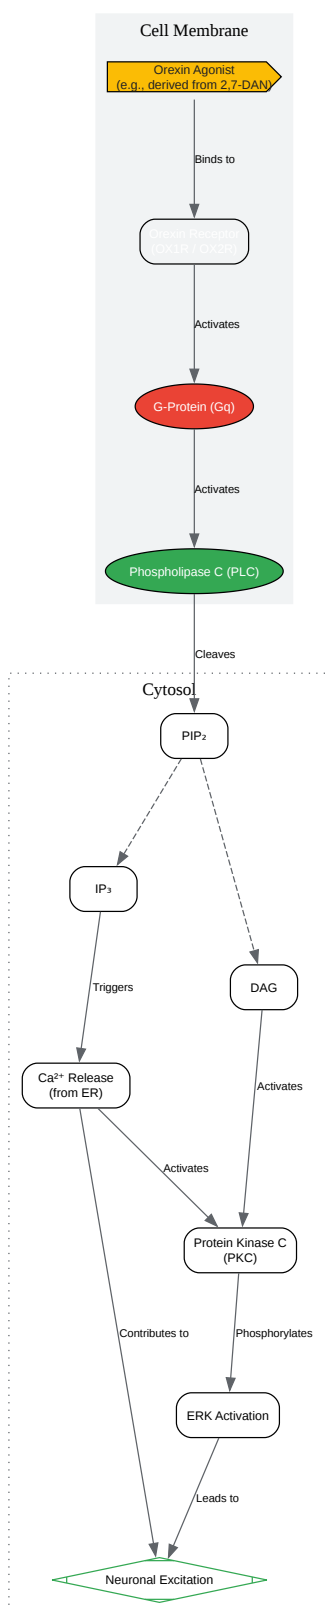 Cell Membrane
Orexin Agonist
(e.g., derived from 2,7-DAN)
Binds to
Orexin Receptor
(OX1R / OX2R)
Activates
G-Protein (Gq)
Activates
Phospholipase C (PLC)
Cleaves
Cytosol
PIP₂
IP₃
DAG
Triggers
Ca²⁺ Release
(from ER)
Activates
Activates
Protein Kinase C
(PKC)
Contributes to
Phosphorylates
ERK Activation
Leads to
Neuronal Excitation